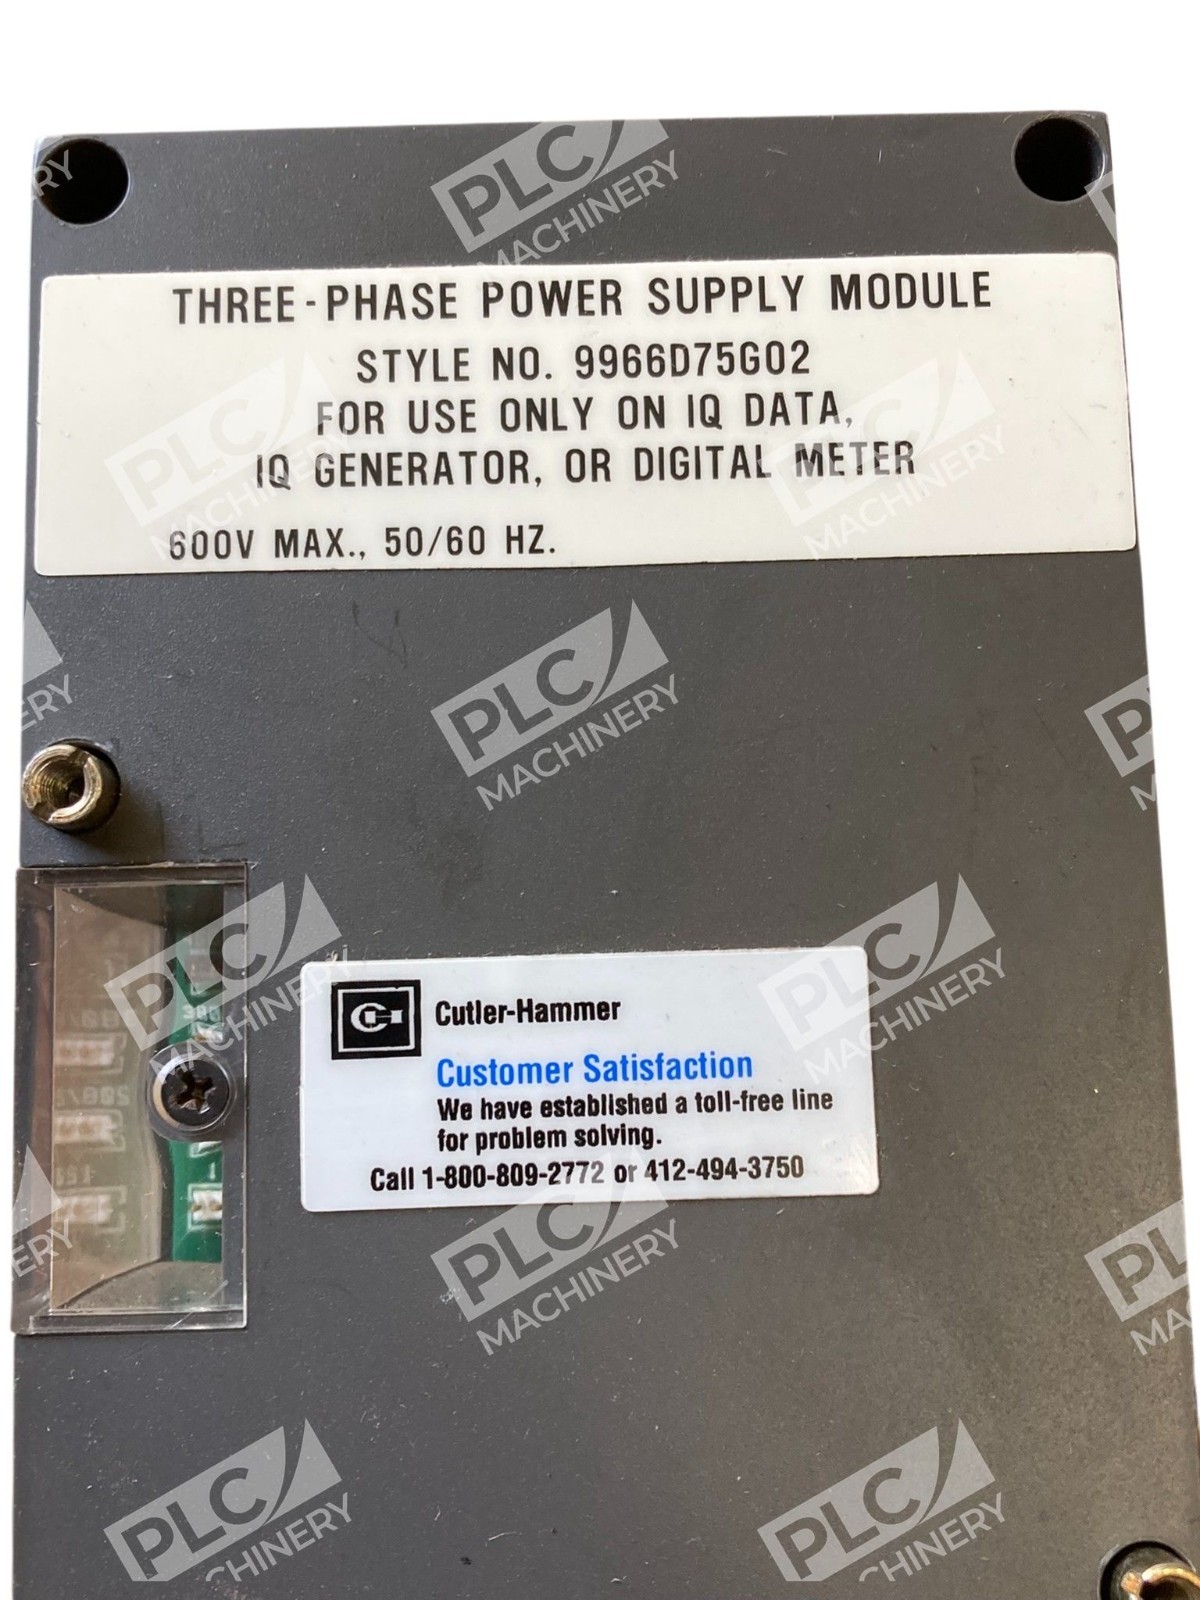 THREE-PHASE POWER SUPPLY MODULE
STYLE NO. 9966D75G02
FOR USE ONLY ON IQ DATA,
IQ GENERATOR, OR DIGITAL METER
600V MAX., 50/60 HZ.
Cutler-Hammer
Customer Satisfaction
We have established a toll-free line
for problem solving.
Call 1-800-809-2772 or 412-494-3750
PLC
MACHINERY